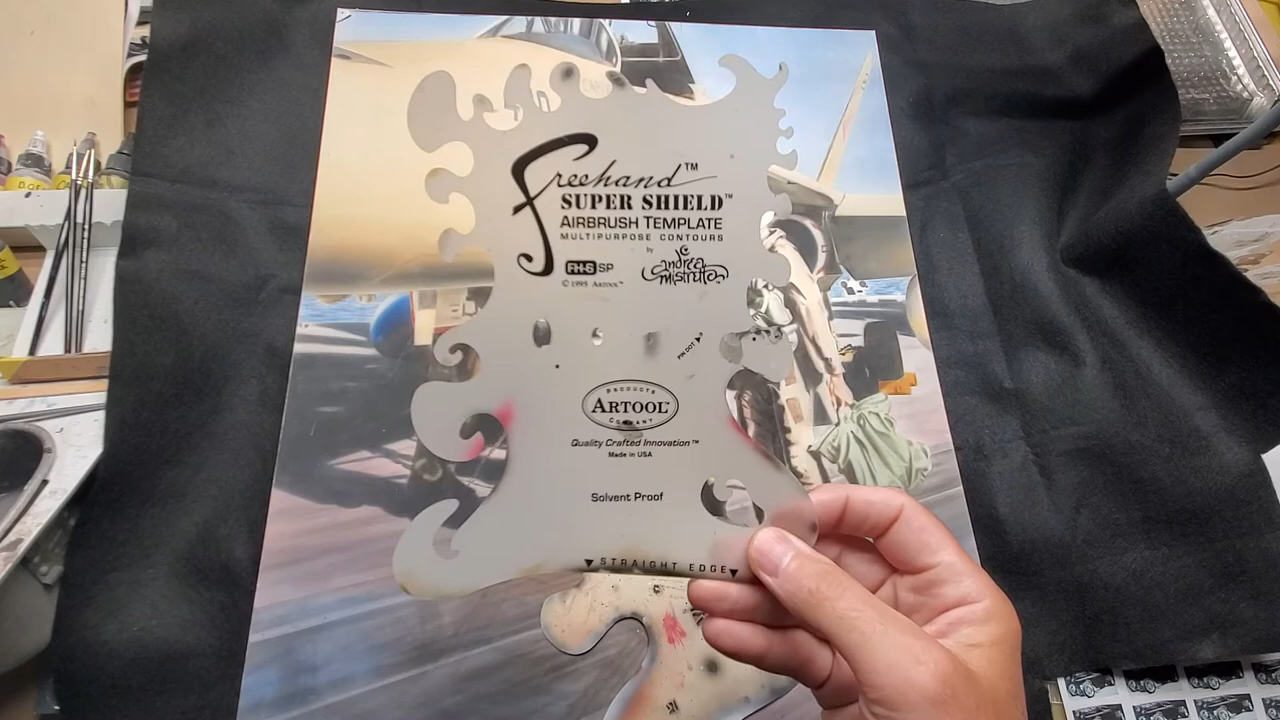 Freehand™
SUPER SHIELD™
AIRBRUSH TEMPLATE
MULTIPURPOSE CONTOURS
by
andrea
mistretta
FH-6 SP
© 1995 ARTOOL™
PIN DOT
PRODUCTS
ARTOOL
COMPANY
Quality Crafted Innovation™
Made in USA
Solvent Proof
▼STRAIGHT EDGE▼